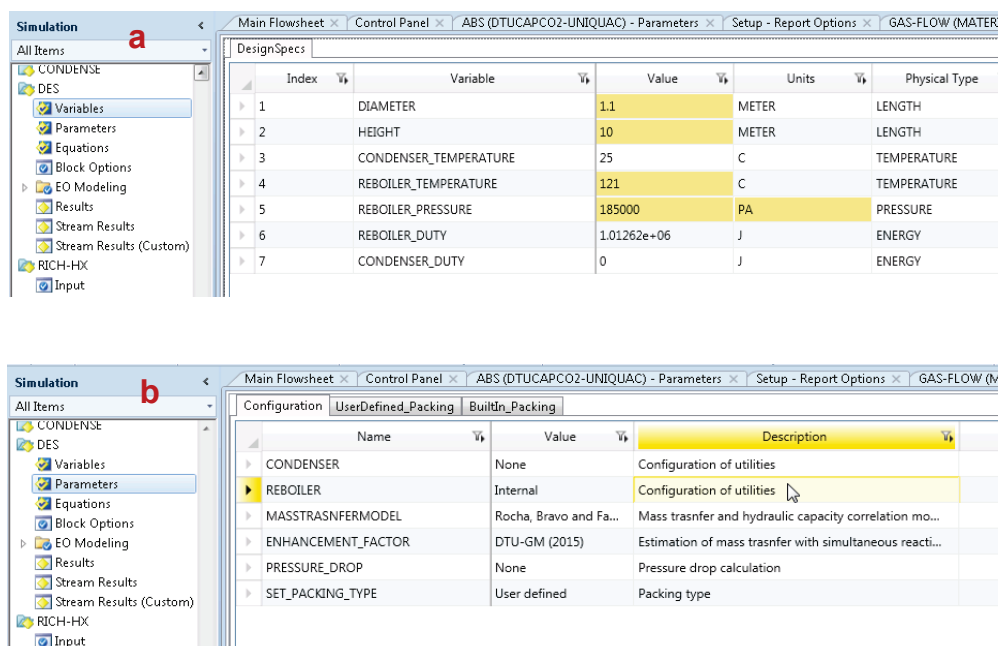 Simulation
a
All Items
CONDENSE
DES
Variables
Parameters
Equations
Block Options
EO Modeling
Results
Stream Results
Stream Results (Custom)
RICH-HX
Input
Main Flowsheet × Control Panel × ABS (DTUCAPCO2-UNIQUAC) - Parameters × Setup - Report Options × GAS-FLOW (MATER
DesignSpecs
Index Variable Value Units Physical Type
1 DIAMETER 1.1 METER LENGTH
2 HEIGHT 10 METER LENGTH
3 CONDENSER_TEMPERATURE 25 C TEMPERATURE
4 REBOILER_TEMPERATURE 121 C TEMPERATURE
5 REBOILER_PRESSURE 185000 PA PRESSURE
6 REBOILER_DUTY 1.01262e+06 J ENERGY
7 CONDENSER_DUTY 0 J ENERGY
Simulation
b
All Items
CONDENSE
DES
Variables
Parameters
Equations
Block Options
EO Modeling
Results
Stream Results
Stream Results (Custom)
RICH-HX
Input
Main Flowsheet × Control Panel × ABS (DTUCAPCO2-UNIQUAC) - Parameters × Setup - Report Options × GAS-FLOW (M
Configuration UserDefined_Packing BuiltIn_Packing
Name Value Description
CONDENSER None Configuration of utilities
REBOILER Internal Configuration of utilities
MASSTRASNFERMODEL Rocha, Bravo and Fa... Mass trasnfer and hydraulic capacity correlation mo...
ENHANCEMENT_FACTOR DTU-GM (2015) Estimation of mass trasnfer with simultaneous reacti...
PRESSURE_DROP None Pressure drop calculation
SET_PACKING_TYPE User defined Packing type